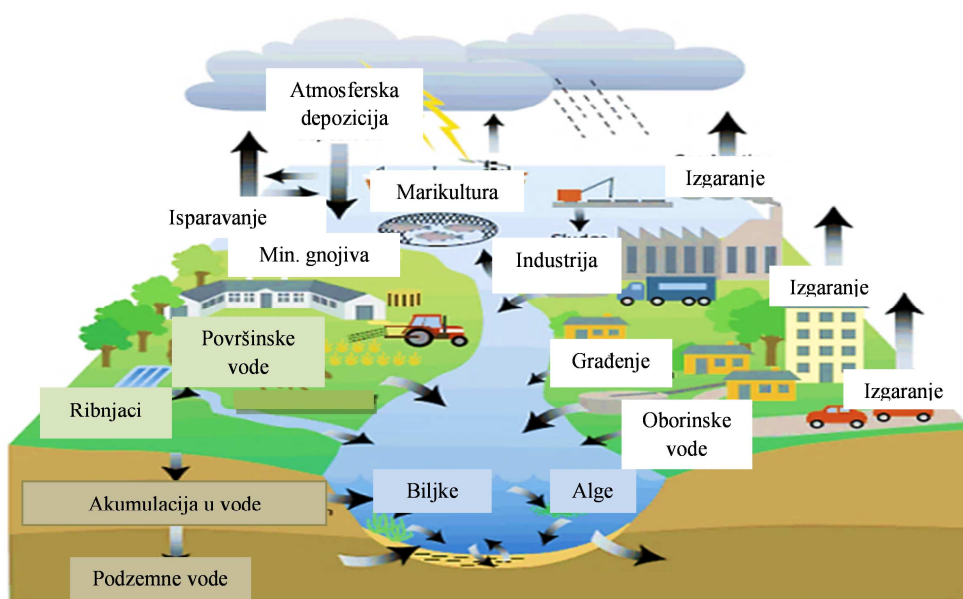 Atmosferska
depozicija
Marikultura
Izgaranje
Isparavanje
Min. gnojiva
Industrija
Izgaranje
Površinske
vode
Građenje
Izgaranje
Ribnjaci
Oborinske
vode
Biljke
Alge
Akumulacija u vode
Podzemne vode